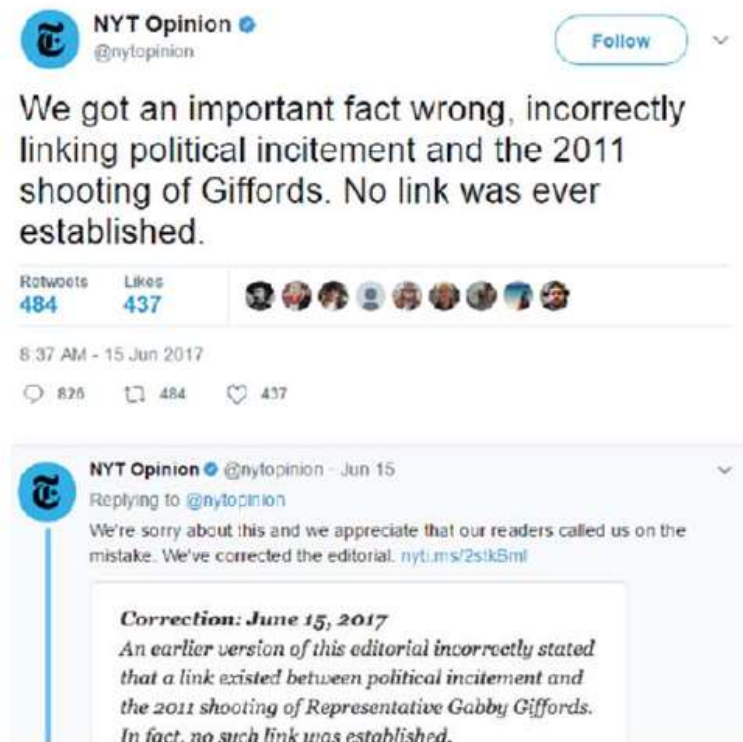 NYT Opinion
@nytopinion
Follow
We got an important fact wrong, incorrectly
linking political incitement and the 2011
shooting of Giffords. No link was ever
established.
Retweets Likes
484 437
8:37 AM - 15 Jun 2017
826 484 437
NYT Opinion @nytopinion - Jun 15
Replying to @nytopinion
We're sorry about this and we appreciate that our readers called us on the
mistake. We've corrected the editorial.
Correction: June 15, 2017
An earlier version of this editorial incorrectly stated
that a link existed between political incitement and
the 2011 shooting of Representative Gabby Giffords.
In fact, no such link was established.